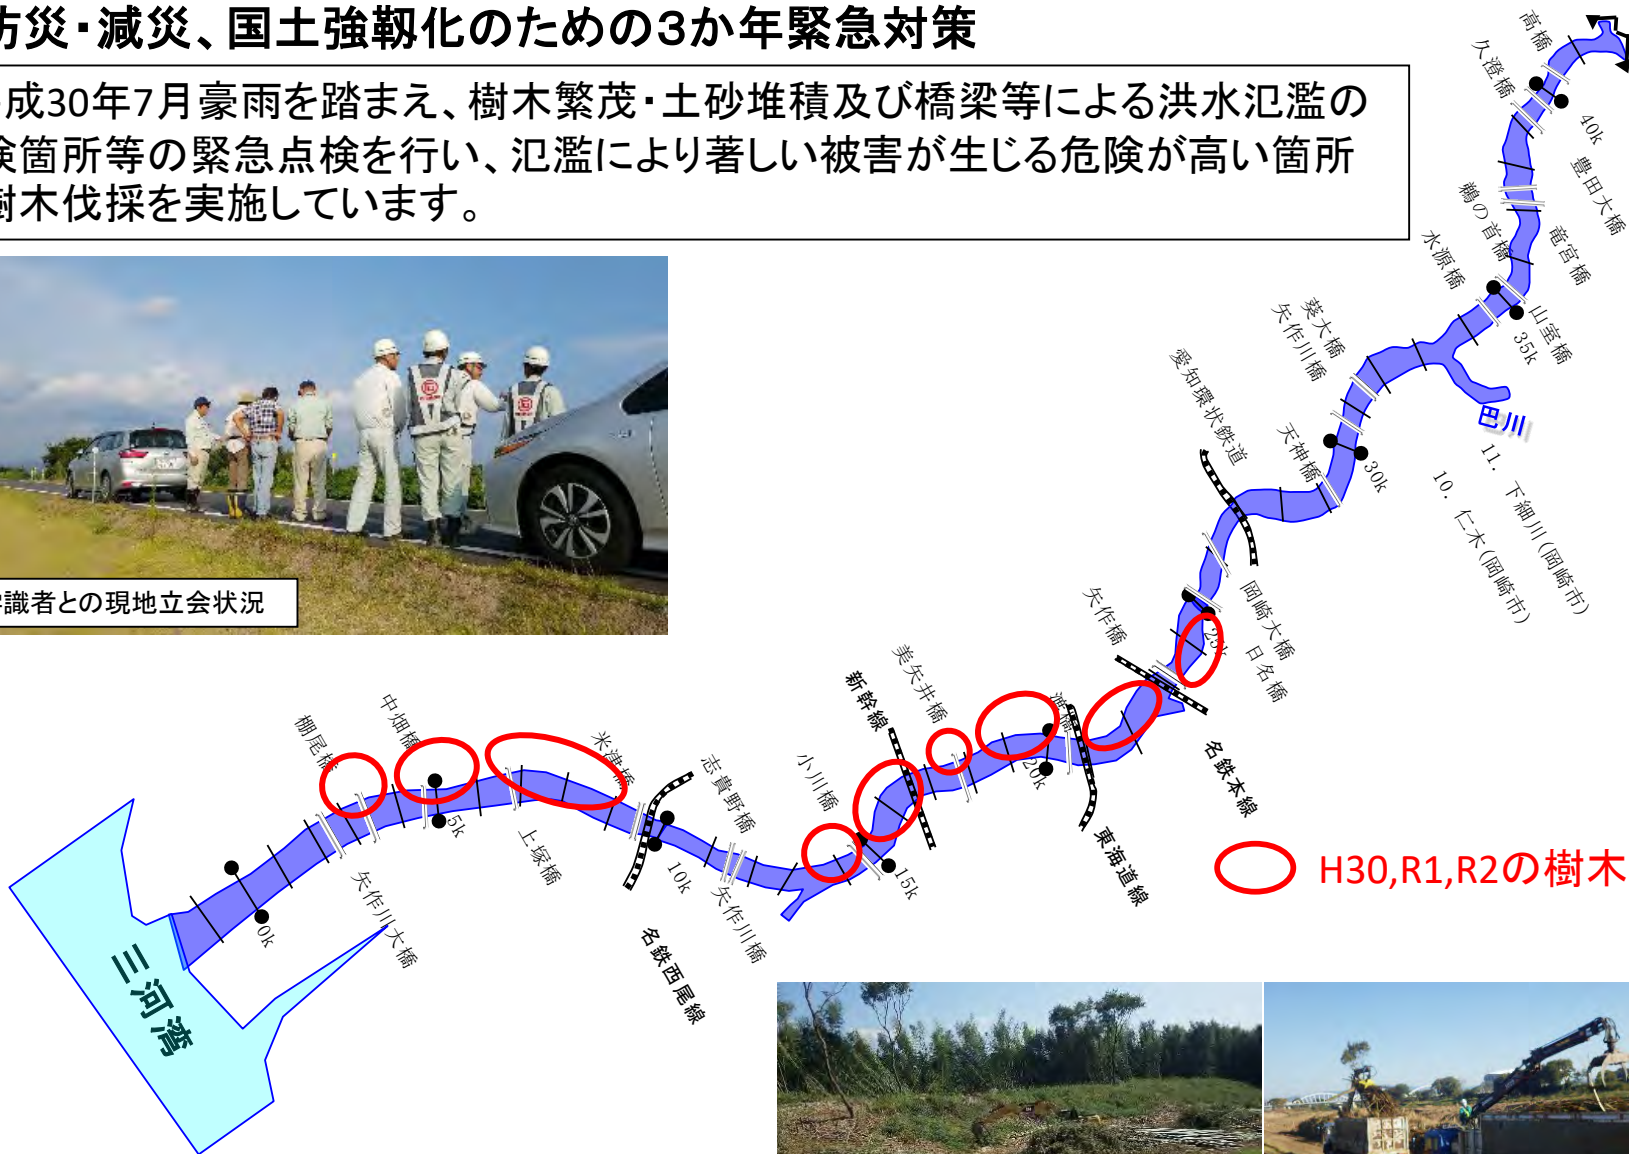 防災・減災、国土強靱化のための3か年緊急対策
成30年7月豪雨を踏まえ、樹木繁茂・土砂堆積及び橋梁等による洪水氾濫の
険箇所等の緊急点検を行い、氾濫により著しい被害が生じる危険が高い箇所
樹木伐採を実施しています。
識者との現地立会状況
高橋
久澄橋
40k
豊田大橋
鵜の首橋
竜宮橋
水源橋
山室橋
35k
葵大橋
矢作川橋
愛知環状鉄道
巴川
天神橋
30k
11. 下細川(岡崎市)
10. 仁木(岡崎市)
岡崎大橋
日名橋
25k
矢作橋
美矢井橋
新幹線
20k
名鉄本線
東海道線
小川橋
15k
志貴野橋
米津橋
中畑橋
棚尾橋
5k
上塚橋
10k
矢作川橋
名鉄西尾線
矢作川大橋
0k
三河湾
H30,R1,R2の樹木